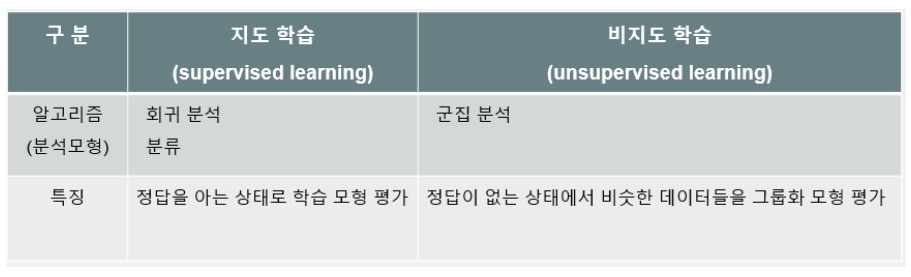 구 분
지도 학습
(supervised learning)
비지도 학습
(unsupervised learning)
알고리즘
(분석모형)
회귀 분석
분류
군집 분석
특징
정답을 아는 상태로 학습 모형 평가
정답이 없는 상태에서 비슷한 데이터들을 그룹화 모형 평가